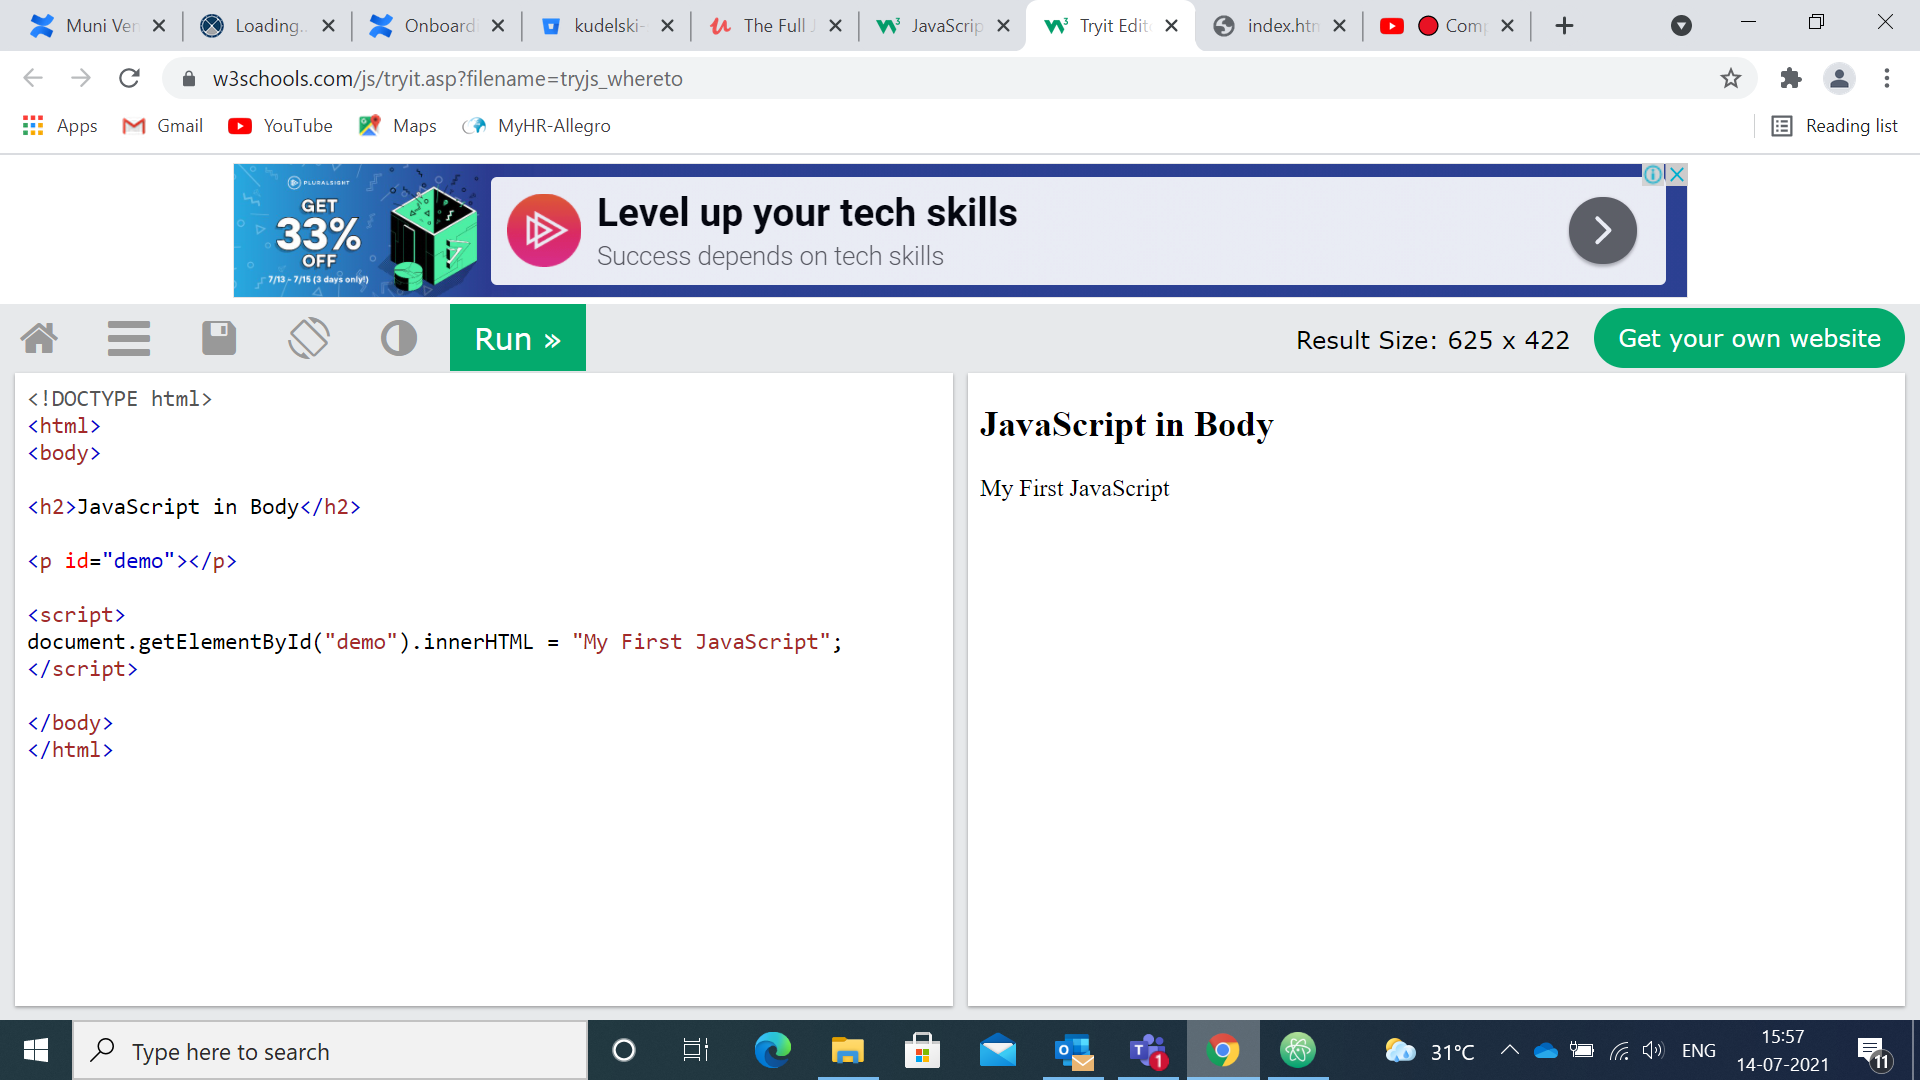 Muni Ven
Loading..
Onboardi
kudelski-
The Full J
JavaScrip
Tryit Edit
index.htm
Comp
w3schools.com/js/tryit.asp?filename=tryjs_whereto
Apps
Gmail
YouTube
Maps
MyHR-Allegro
Reading list
PLURALSIGHT
GET
33%
OFF
7/13 - 7/15 (3 days only!)
Level up your tech skills
Success depends on tech skills
Run »
Result Size: 625 x 422
Get your own website
<!DOCTYPE html>
<html>
<body>
<h2>JavaScript in Body</h2>
<p id="demo"></p>
<script>
document.getElementById("demo").innerHTML = "My First JavaScript";
</script>
</body>
</html>
JavaScript in Body
My First JavaScript
Type here to search
1
31°C
ENG
15:57
14-07-2021
11